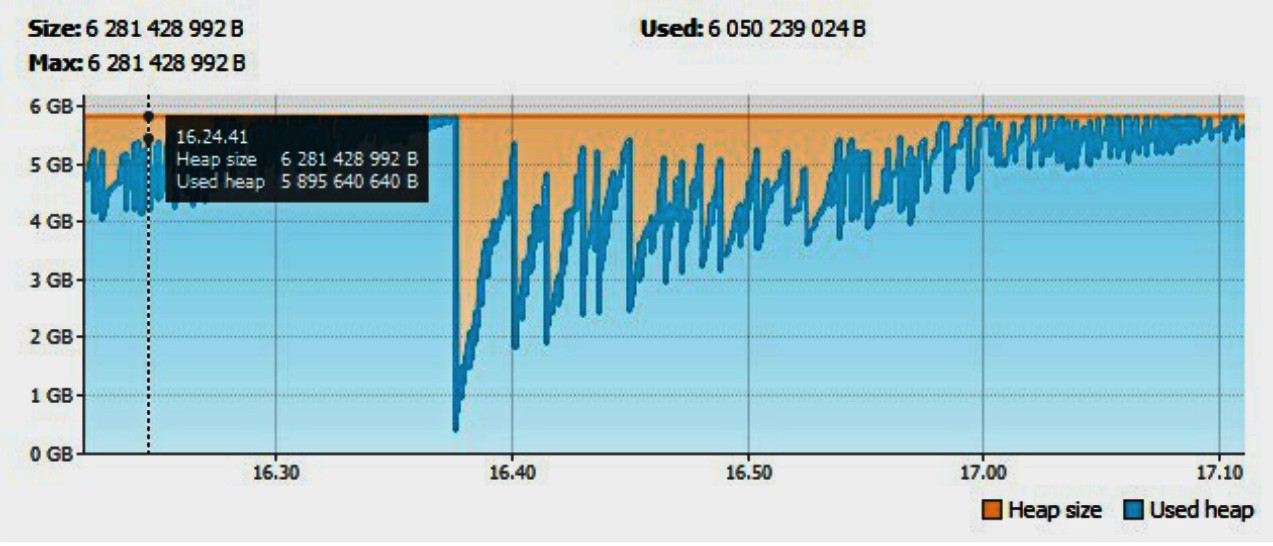 Size: 6 281 428 992 B
Used: 6 050 239 024 B
Max: 6 281 428 992 B
6 GB
16.24.41
Heap size 6 281 428 992 B
5 GB
Used heap 5 895 640 640 B
4 GB
3 GB
2 GB
1 GB
0 GB
16.30 16.40 16.50 17.00 17.10
Heap size Used heap